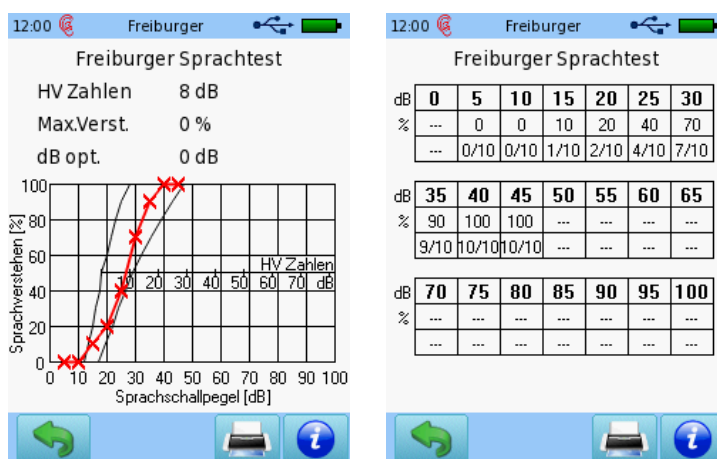 12:00 Freiburger
Freiburger Sprachtest
HV Zahlen 8 dB
Max.Verst. 0 %
dB opt. 0 dB
100
80
60
40
20
0
Sprachverstehen [%]
HV Zahlen
10 20 30 40 50 60 70 dB
0 10 20 30 40 50 60 70 80 90 100
Sprachschallpegel [dB]
12:00 Freiburger
Freiburger Sprachtest
dB 0 5 10 15 20 25 30
% --- 0 0 10 20 40 70
--- 0/10 0/10 1/10 2/10 4/10 7/10
dB 35 40 45 50 55 60 65
% 90 100 100 --- --- --- ---
9/10 10/10 10/10 --- --- --- ---
dB 70 75 80 85 90 95 100
% --- --- --- --- --- --- ---
--- --- --- --- --- --- ---